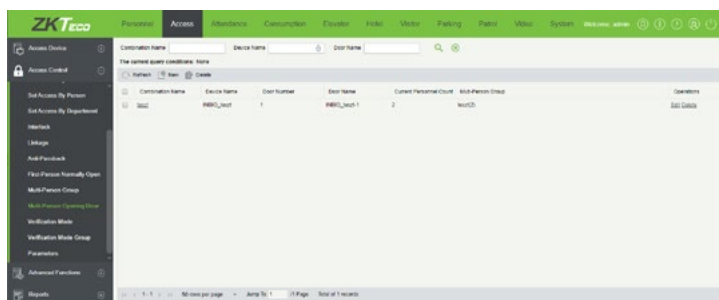 ZKTeco
Personnel Access Attendance Consumption Elevator Hotel Visitor Parking Patrol Video System Welcome, admin
Access Device
Access Control
Combination Name Device Name Door Name
The current query conditions: None
Refresh New Delete
Combination Name Device Name Door Number Door Name Current Personnel Count Multi-Person Group Operations
1 2 Edit Delete
Set Access By Person
Set Access By Department
Interlock
Linkage
Anti-Passback
First-Person Normally Open
Multi-Person Group
Multi-Person Opening Door
Verification Mode
Verification Mode Group
Parameters
Advanced Functions
Reports
1-1 50 rows per page Jump To 1 /1 Page Total of 1 records